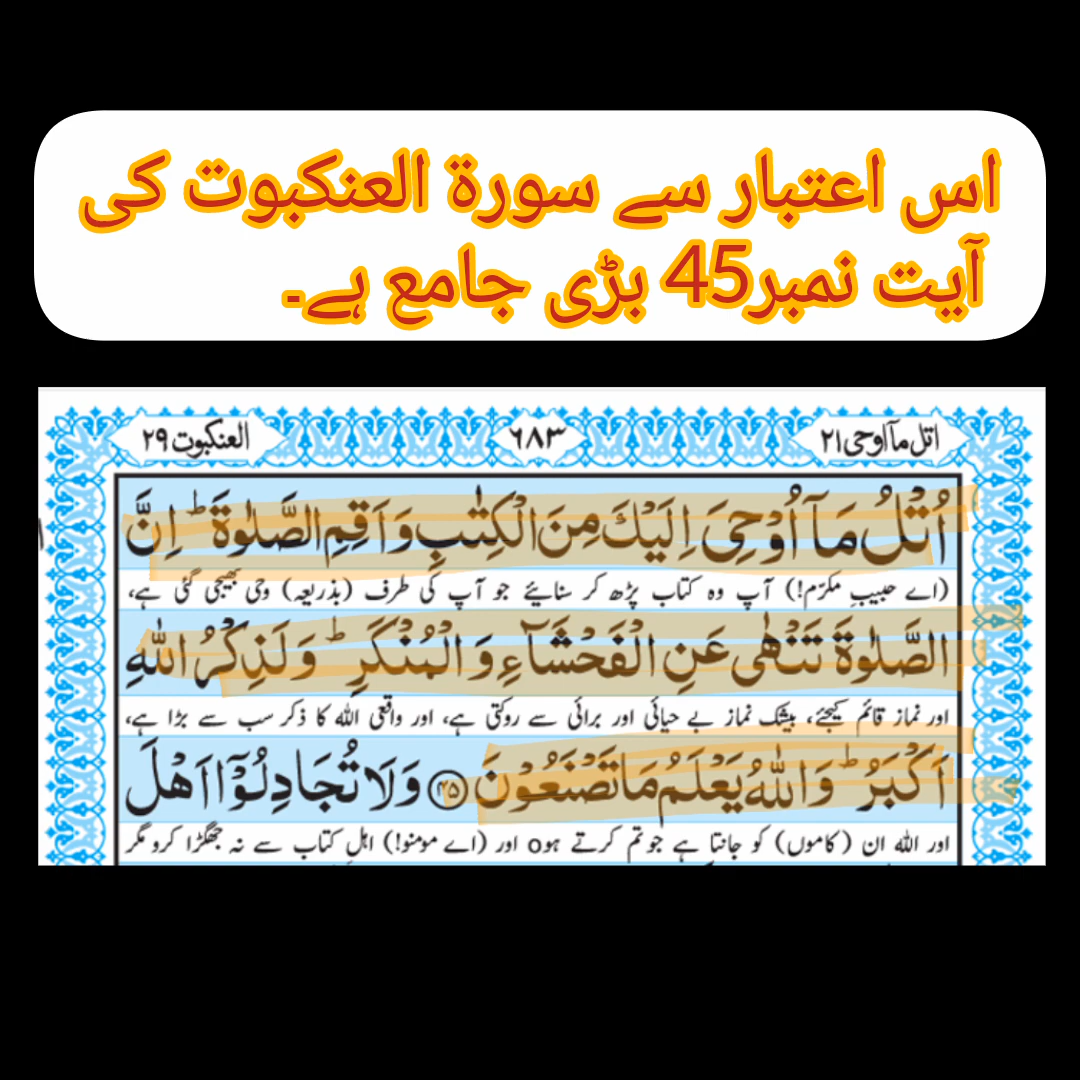 اس اعتبار سے سورۃ العنکبوت کی
آیت نمبر45 بڑی جامع ہے۔
اتل ما اوحی ۲۱ ٦٨٣ العنکبوت ۲۹
اُتْلُ مَاۤ اُوْحِیَ اِلَیْكَ مِنَ الْكِتٰبِ وَ اَقِمِ الصَّلٰوةَ ؕ اِنَّ
(اے حبیبِ مکرّم!) آپ وہ کتاب پڑھ کر سنائیے جو آپ کی طرف (بذریعہ) وحی بھیجی گئی ہے،
الصَّلٰوةَ تَنْهٰی عَنِ الْفَحْشَآءِ وَ الْمُنْكَرِ ؕ وَ لَذِكْرُ اللّٰهِ
اور نماز قائم کیجئے، بیشک نماز بے حیائی اور برائی سے روکتی ہے، اور واقعی اللہ کا ذکر سب سے بڑا ہے،
اَكْبَرُ ؕ وَ اللّٰهُ یَعْلَمُ مَا تَصْنَعُوْنَ ﴿۴۵﴾ وَ لَا تُجَادِلُوْۤا اَهْلَ
اور اللہ ان (کاموں) کو جانتا ہے جو تم کرتے ہوo اور (اے مومنو!) اہلِ کتاب سے نہ جھگڑا کرو مگر